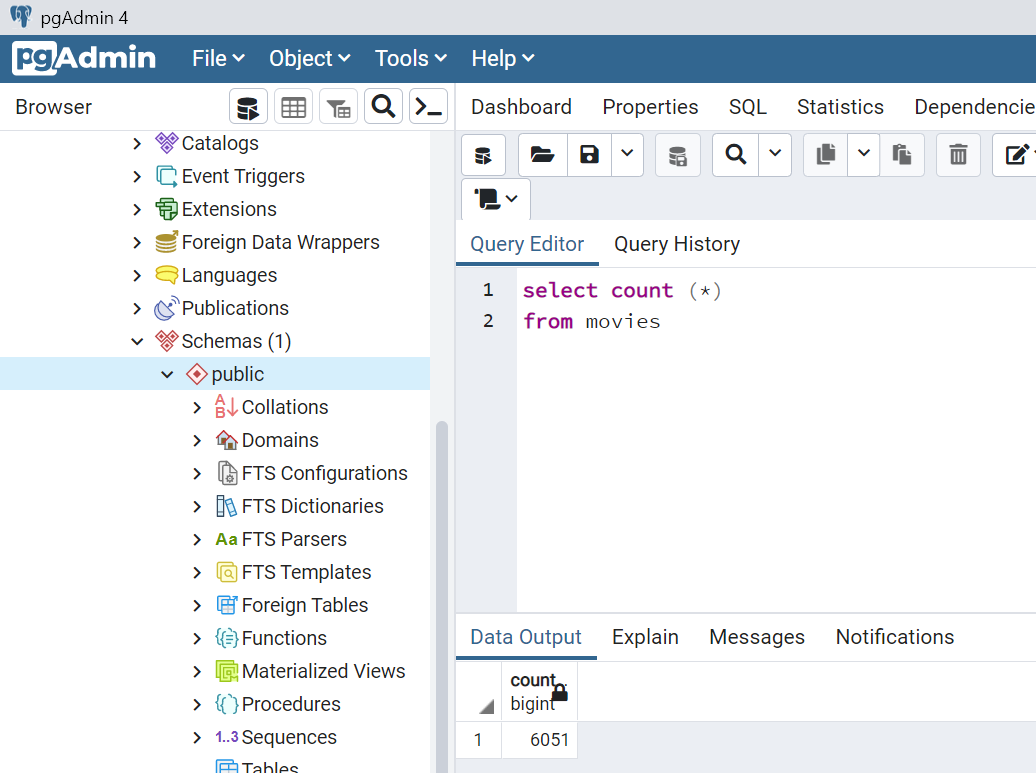 pgAdmin 4
pgAdmin File Object Tools Help
Browser
Dashboard Properties SQL Statistics Dependencie
Catalogs
Event Triggers
Extensions
Foreign Data Wrappers
Languages
Publications
Schemas (1)
public
Collations
Domains
FTS Configurations
FTS Dictionaries
Aa FTS Parsers
FTS Templates
Foreign Tables
Functions
Materialized Views
Procedures
1..3 Sequences
Tables
Query Editor Query History
1 select count (*)
2 from movies
Data Output Explain Messages Notifications
count
bigint
1 6051